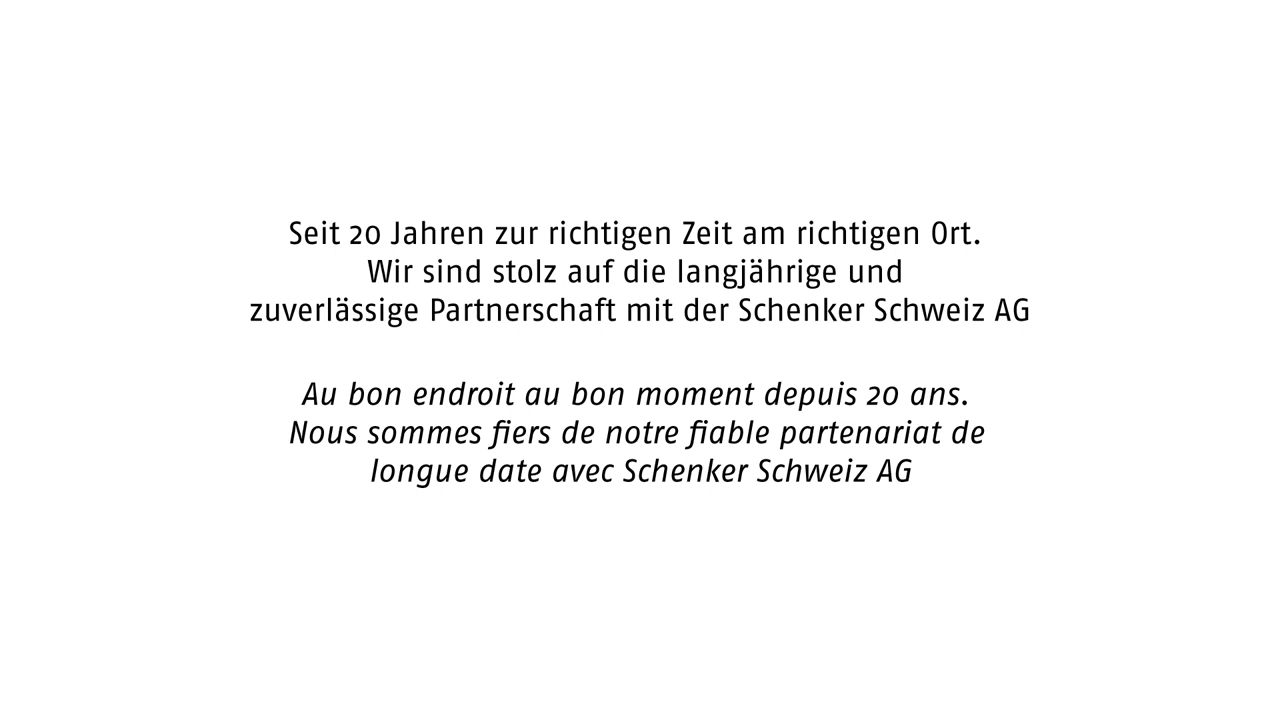 Seit 20 Jahren zur richtigen Zeit am richtigen Ort.
Wir sind stolz auf die langjährige und
zuverlässige Partnerschaft mit der Schenker Schweiz AG
Au bon endroit au bon moment depuis 20 ans.
Nous sommes fiers de notre fiable partenariat de
longue date avec Schenker Schweiz AG